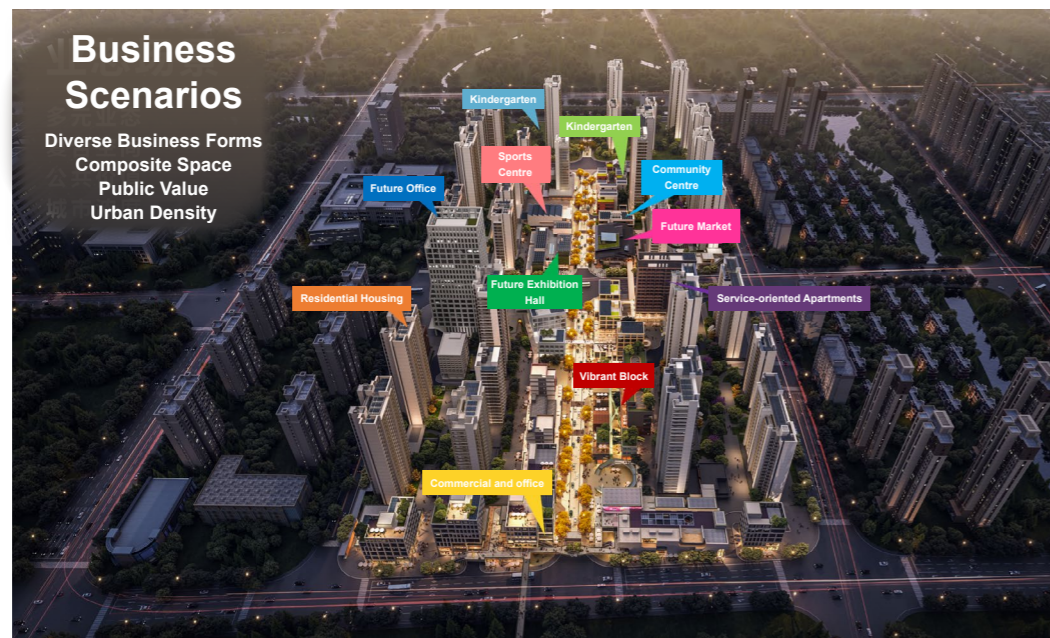 Business
Scenarios
Diverse Business Forms
Composite Space
Public Value
Urban Density
Kindergarten
Kindergarten
Sports
Centre
Community
Centre
Future Office
Future Market
Future Exhibition
Hall
Residential Housing
Service-oriented Apartments
Vibrant Block
Commercial and office